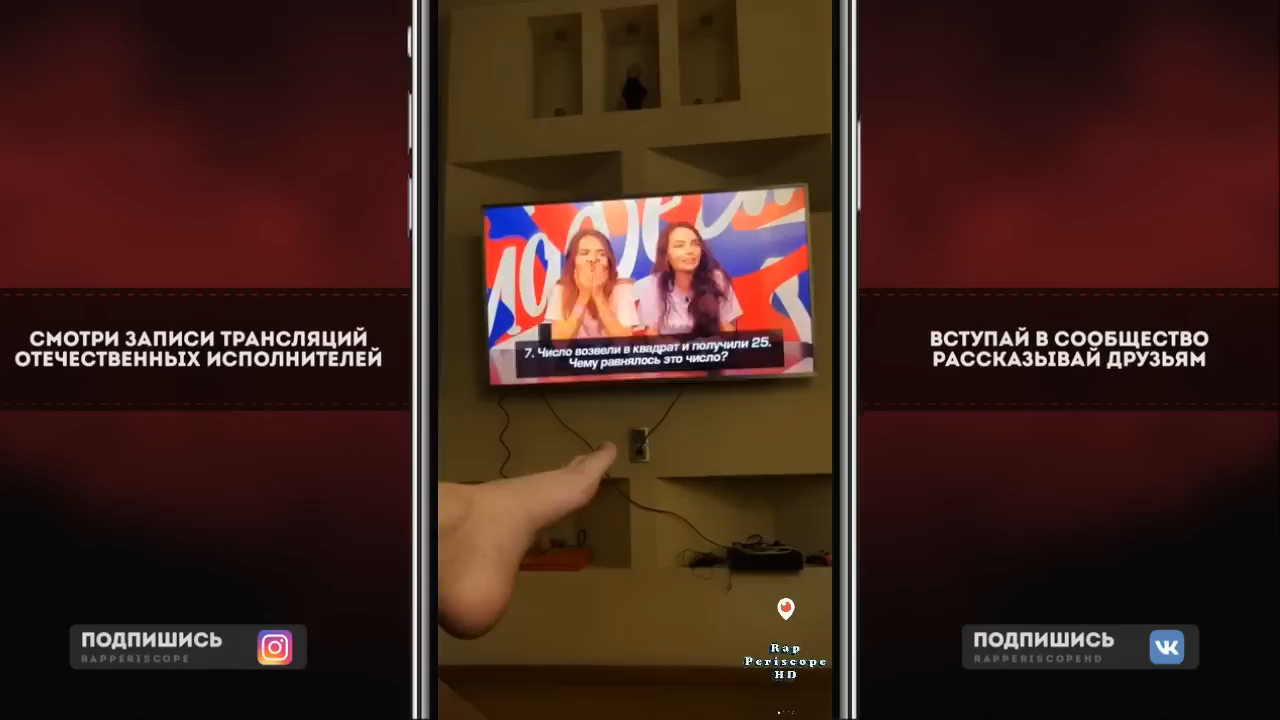 СМОТРИ ЗАПИСИ ТРАНСЛЯЦИЙ
ОТЕЧЕСТВЕННЫХ ИСПОЛНИТЕЛЕЙ
ПОДПИШИСЬ
RAPPERISCOPE
7. Число возвели в квадрат и получили 25.
Чему равнялось это число?
Rap
Periscope
HD
ВСТУПАЙ В СООБЩЕСТВО
РАССКАЗЫВАЙ ДРУЗЬЯМ
ПОДПИШИСЬ
RAPPERISCOPEHD